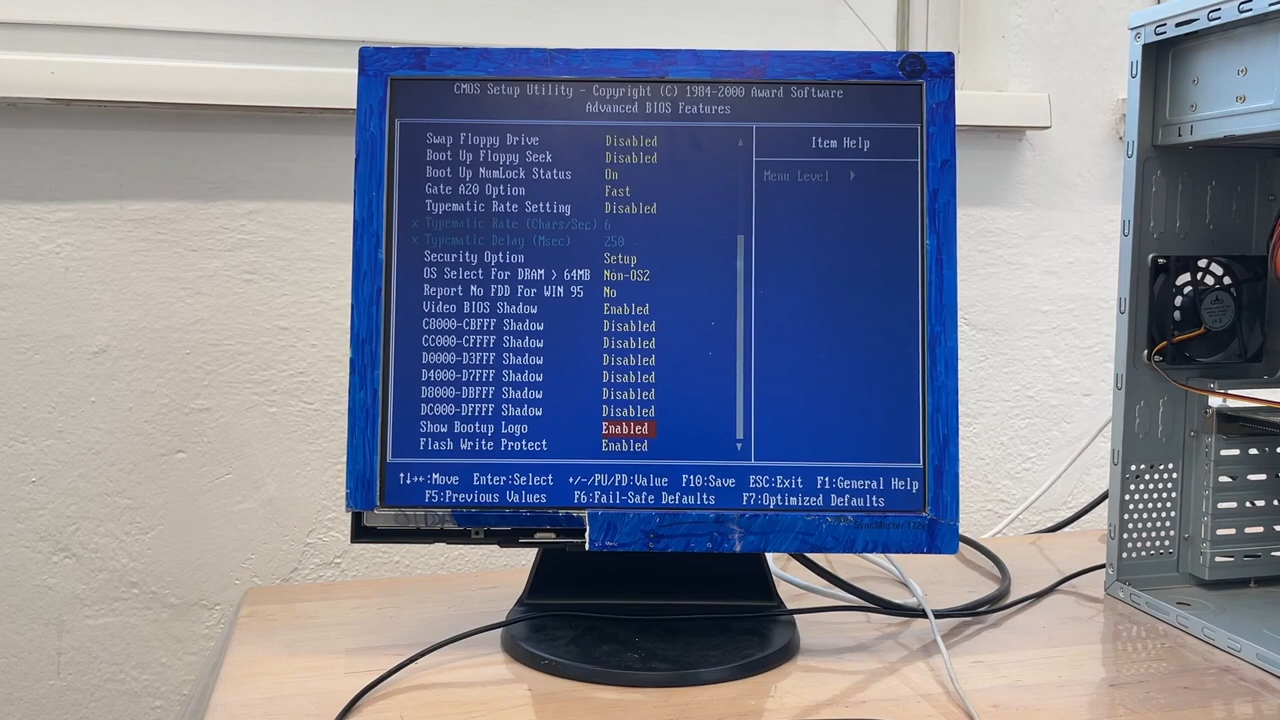 CMOS Setup Utility - Copyright (C) 1984-2000 Award Software
Advanced BIOS Features
Swap Floppy Drive Disabled
Boot Up Floppy Seek Disabled
Boot Up NumLock Status On
Gate A20 Option Fast
Typematic Rate Setting Disabled
x Typematic Rate (Chars/Sec) 6
x Typematic Delay (Msec) 250
Security Option Setup
OS Select For DRAM > 64MB Non-OS2
Report No FDD For WIN 95 No
Video BIOS Shadow Enabled
C8000-CBFFF Shadow Disabled
CC000-CFFFF Shadow Disabled
D0000-D3FFF Shadow Disabled
D4000-D7FFF Shadow Disabled
D8000-DBFFF Shadow Disabled
DC000-DFFFF Shadow Disabled
Show Bootup Logo Enabled
Flash Write Protect Enabled
Item Help
Menu Level ▶
↑↓→←:Move Enter:Select +/-/PU/PD:Value F10:Save ESC:Exit F1:General Help
F5:Previous Values F6:Fail-Safe Defaults F7:Optimized Defaults
SyncMaster